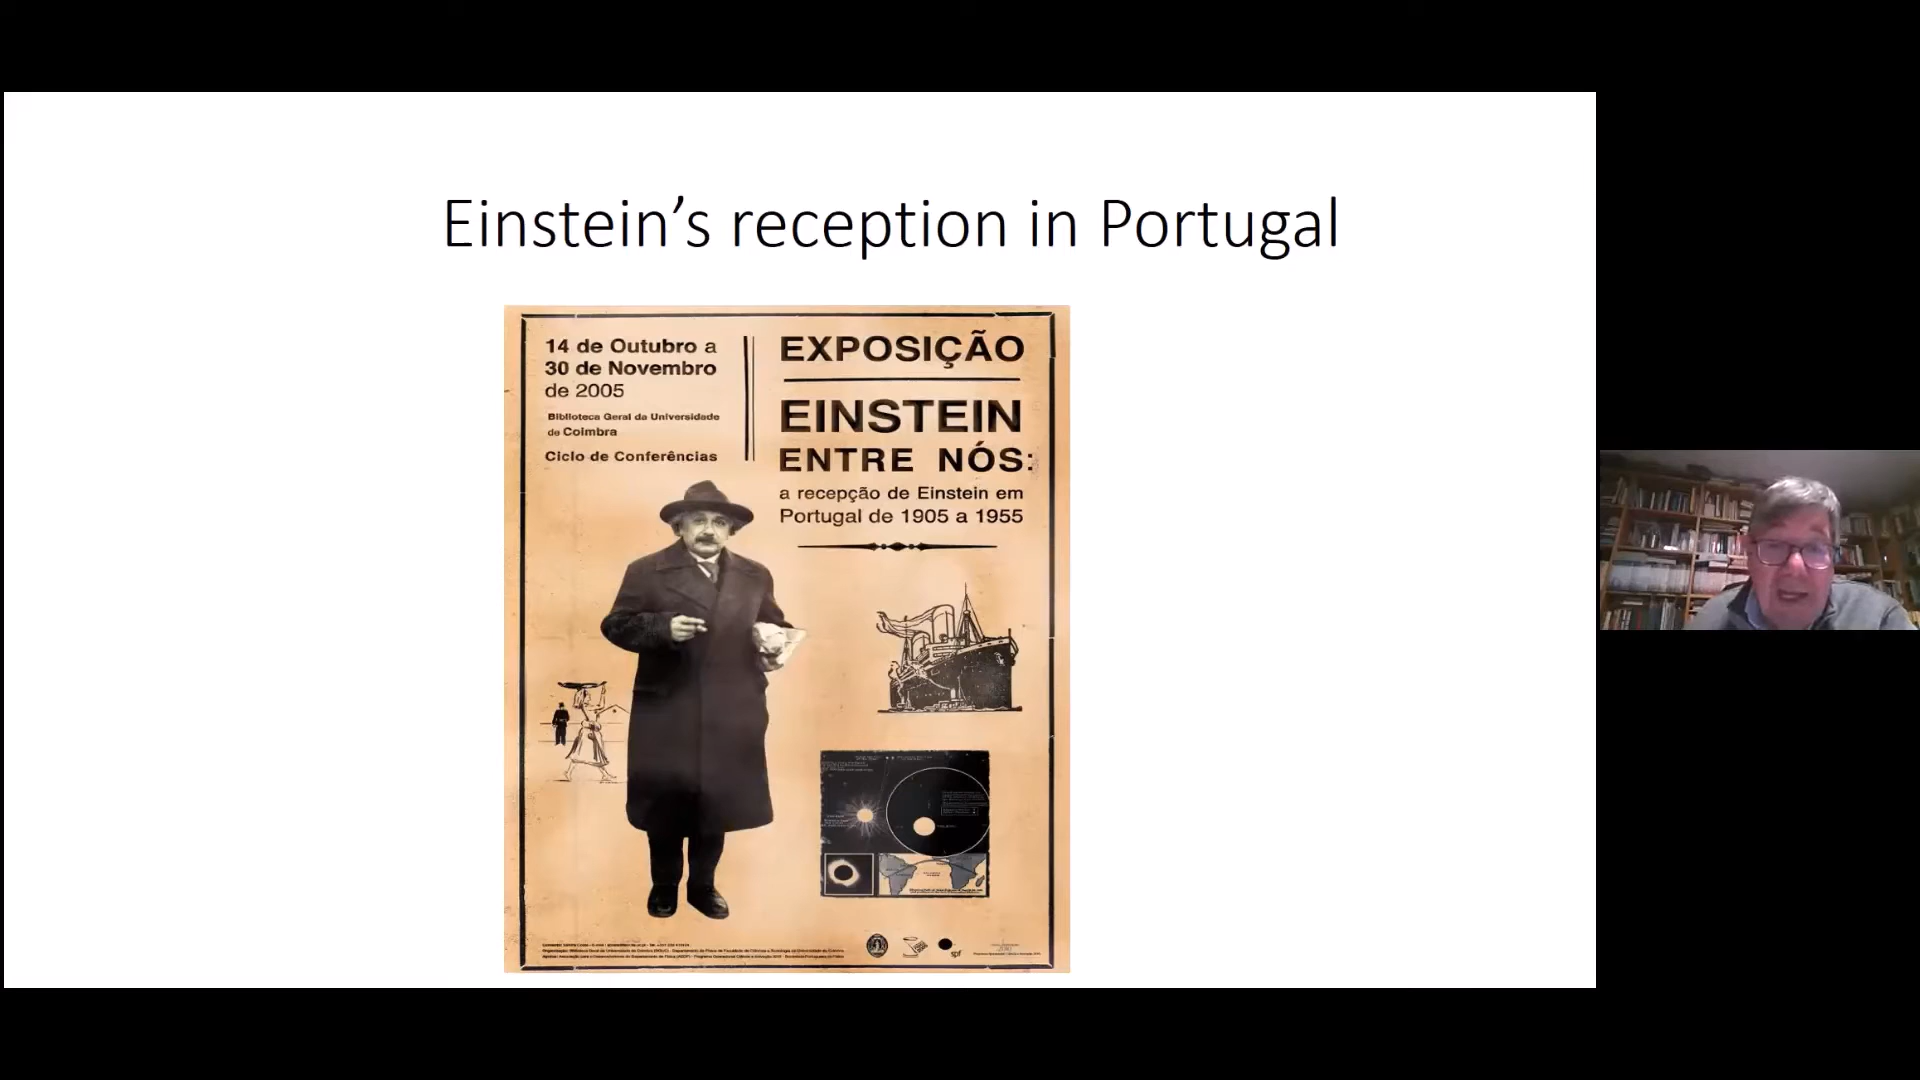 Einstein’s reception in Portugal
14 de Outubro a
30 de Novembro
de 2005
Biblioteca Geral da Universidade
de Coimbra
Ciclo de Conferências
EXPOSIÇÃO
EINSTEIN
ENTRE NÓS:
a recepção de Einstein em
Portugal de 1905 a 1955
spf